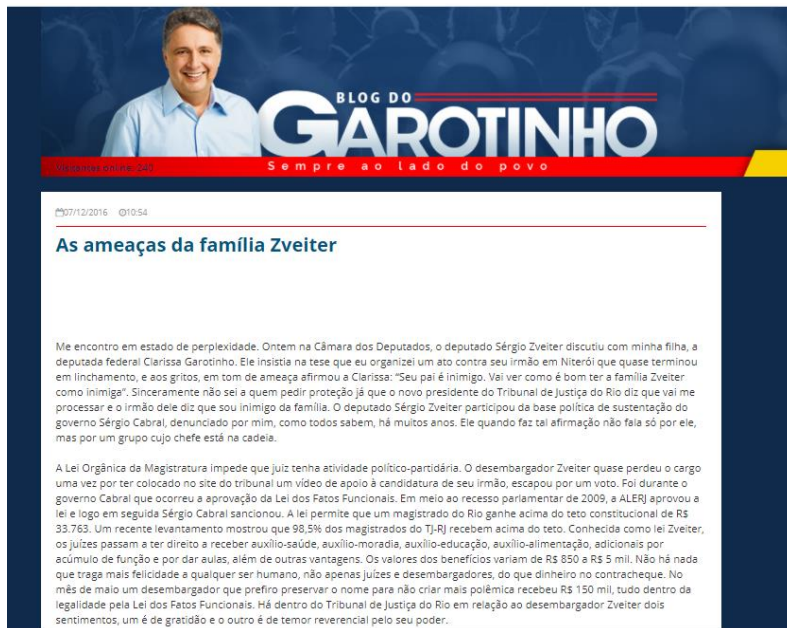 BLOG DO
GAROTINHO
Sempre ao lado do povo
Visitantes online: 240
07/12/2016 10:54
As ameaças da família Zveiter
Me encontro em estado de perplexidade. Ontem na Câmara dos Deputados, o deputado Sérgio Zveiter discutiu com minha filha, a
deputada federal Clarissa Garotinho. Ele insistia na tese que eu organizei um ato contra seu irmão em Niterói que quase terminou
em linchamento, e aos gritos, em tom de ameaça afirmou a Clarissa: “Seu pai é inimigo. Vai ver como é bom ter a família Zveiter
como inimiga”. Sinceramente não sei a quem pedir proteção já que o novo presidente do Tribunal de Justiça do Rio diz que vai me
processar e o irmão dele diz que sou inimigo da família. O deputado Sérgio Zveiter participou da base política de sustentação do
governo Sérgio Cabral, denunciado por mim, como todos sabem, há muitos anos. Ele quando faz tal afirmação não fala só por ele,
mas por um grupo cujo chefe está na cadeia.
A Lei Orgânica da Magistratura impede que juiz tenha atividade político-partidária. O desembargador Zveiter quase perdeu o cargo
uma vez por ter colocado no site do tribunal um vídeo de apoio à candidatura de seu irmão, escapou por um voto. Foi durante o
governo Cabral que ocorreu a aprovação da Lei dos Fatos Funcionais. Em meio ao recesso parlamentar de 2009, a ALERJ aprovou a
lei e logo em seguida Sérgio Cabral sancionou. A lei permite que um magistrado do Rio ganhe acima do teto constitucional de R$
33.763. Um recente levantamento mostrou que 98,5% dos magistrados do TJ-RJ recebem acima do teto. Conhecida como lei Zveiter,
os juízes passam a ter direito a receber auxílio-saúde, auxílio-moradia, auxílio-educação, auxílio-alimentação, adicionais por
acúmulo de função e por dar aulas, além de outras vantagens. Os valores dos benefícios variam de R$ 850 a R$ 5 mil. Não há nada
que traga mais felicidade a qualquer ser humano, não apenas juízes e desembargadores, do que dinheiro no contracheque. No
mês de maio um desembargador que prefiro preservar o nome para não criar mais polêmica recebeu R$ 150 mil, tudo dentro da
legalidade pela Lei dos Fatos Funcionais. Há dentro do Tribunal de Justiça do Rio em relação ao desembargador Zveiter dois
sentimentos, um é de gratidão e o outro é de temor reverencial pelo seu poder.